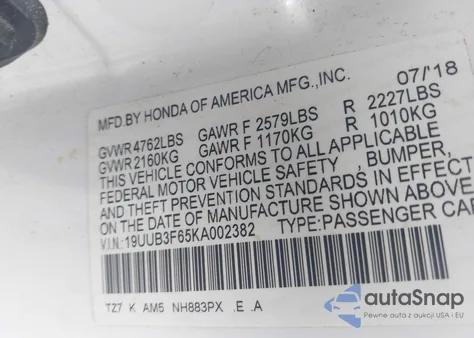 MFD.BY HONDA OF AMERICA MFG.,INC. 07/'18
GVWR 4762LBS GAWR F 2579LBS R 2227LBS
GVWR 2160KG GAWR F 1170KG R 1010KG
THIS VEHICLE CONFORMS TO ALL APPLICABLE
FEDERAL MOTOR VEHICLE SAFETY, BUMPER,
AND THEFT PREVENTION STANDARDS IN EFFECT
ON THE DATE OF MANUFACTURE SHOWN ABOVE
V.I.N.: 19UUB3F65KA002382 TYPE:PASSENGER CAR
TZ7 K AM5 NH883PX .E .A
autoSnap
Auto z aukcji USA i EU